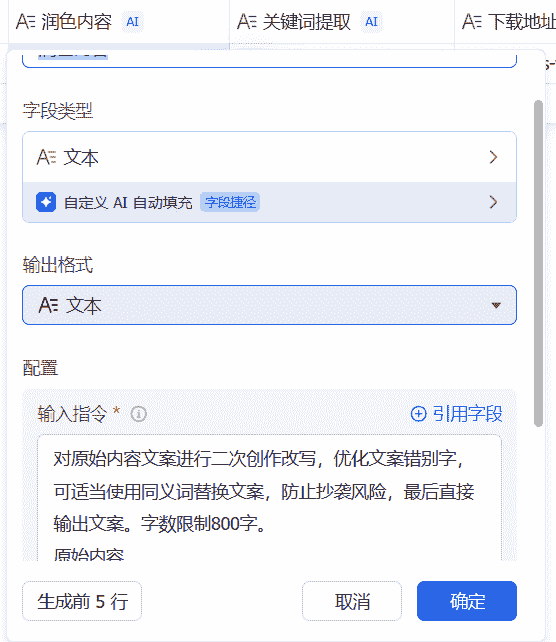 润色内容 AI 关键词提取 AI 下载地址
字段类型
文本
自定义 AI 自动填充 字段捷径
输出格式
文本
配置
输入指令 * 引用字段
对原始内容文案进行二次创作改写，优化文案错别字，
可适当使用同义词替换文案，防止抄袭风险，最后直接
输出文案。字数限制800字。
原始内容
生成前 5 行 取消 确定